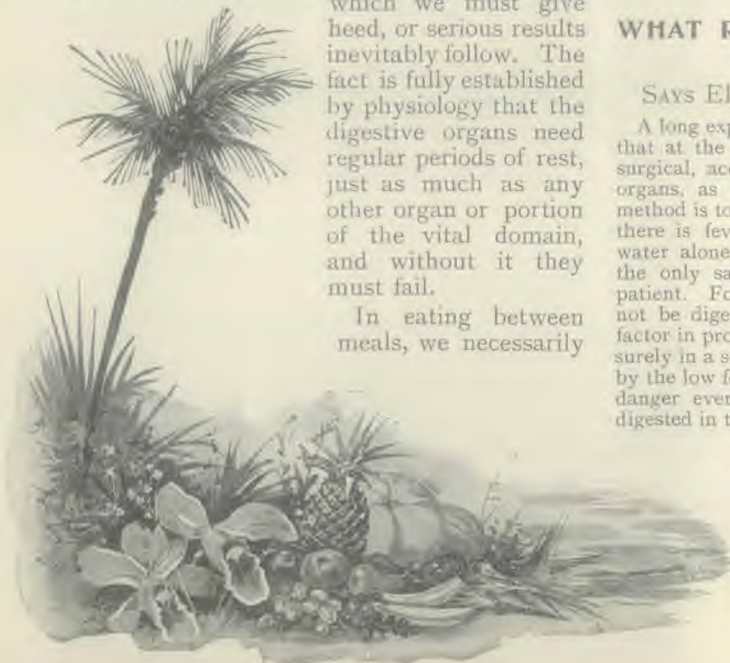 which we must give
heed, or serious results
inevitably follow. The
fact is fully established
by physiology that the
digestive organs need
regular periods of rest,
just as much as any
other organ or portion
of the vital domain,
and without it they
must fail.
In eating between
meals, we necessarily
WHAT R
SAYS El
A long exp
that at the
surgical, acc
organs, as
method is to
there is fev
water alone
the only sa
patient. Fo
not be dige
factor in pro
surely in a s
by the low fe
danger ever
digested in t